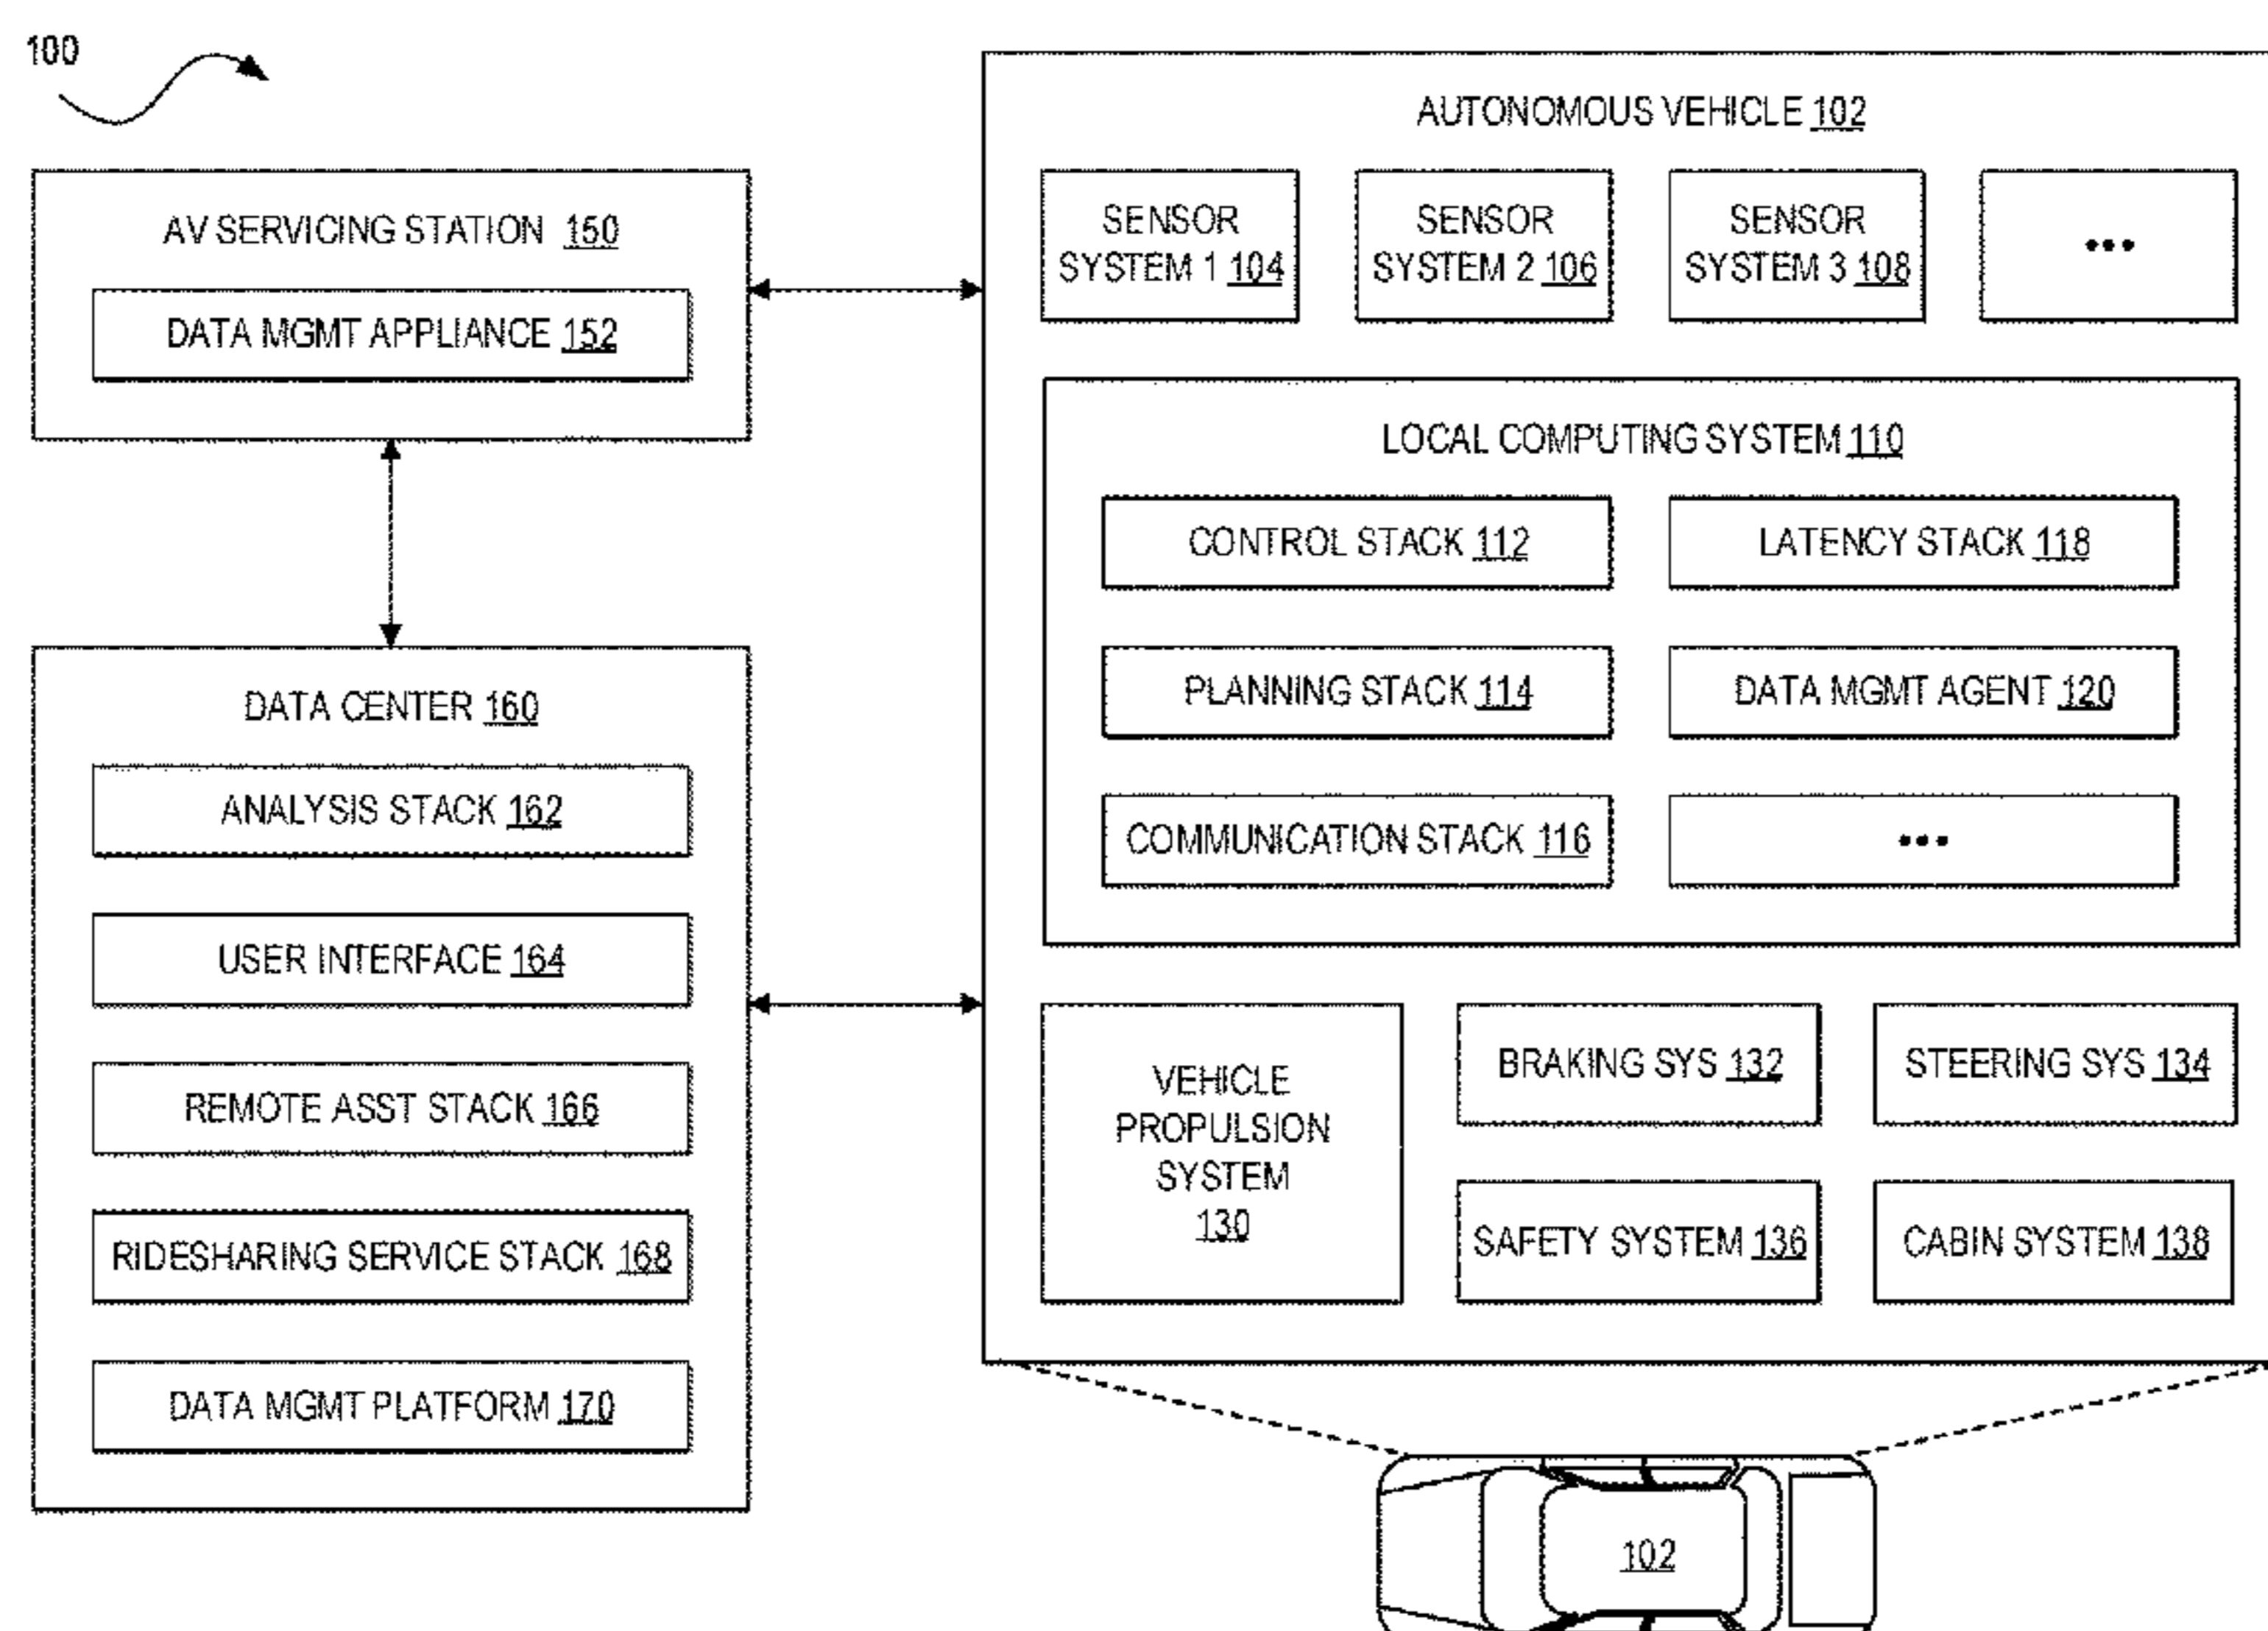 100
AUTONOMOUS VEHICLE 102
AV SERVICING STATION 150
DATA MGMT APPLIANCE 152
SENSOR
SYSTEM 1 104
SENSOR
SYSTEM 2 106
SENSOR
SYSTEM 3 108
•••
LOCAL COMPUTING SYSTEM 110
CONTROL STACK 112
LATENCY STACK 118
PLANNING STACK 114
DATA MGMT AGENT 120
COMMUNICATION STACK 116
•••
DATA CENTER 160
ANALYSIS STACK 162
USER INTERFACE 164
REMOTE ASST STACK 166
RIDESHARING SERVICE STACK 168
DATA MGMT PLATFORM 170
VEHICLE
PROPULSION
SYSTEM
130
BRAKING SYS 132
STEERING SYS 134
SAFETY SYSTEM 136
CABIN SYSTEM 138
102